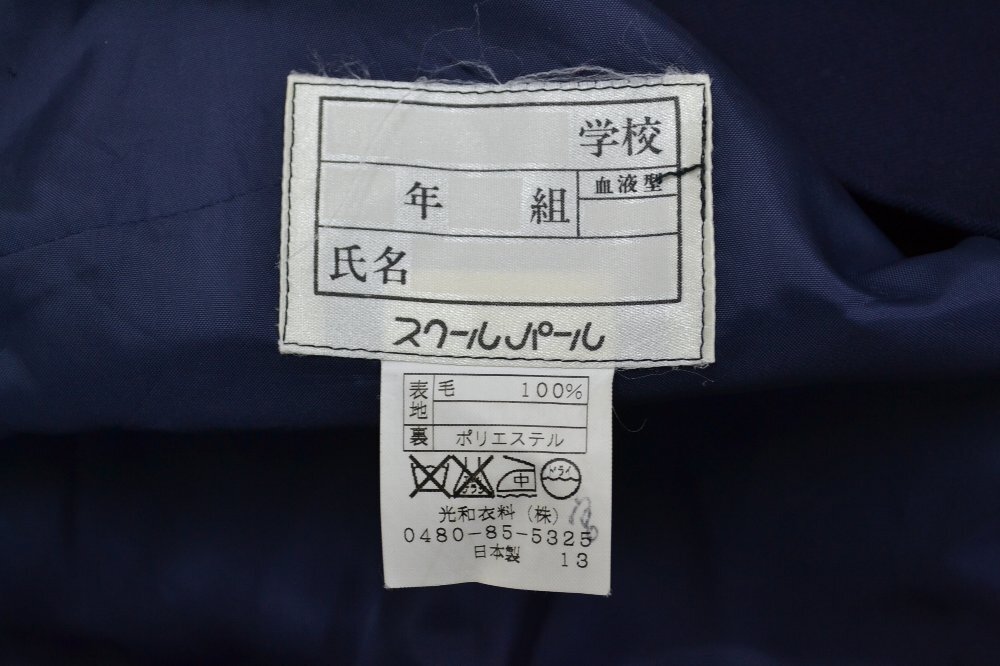 学校
年 組 血液型
氏名
スクールパール
表地 毛 100%
裏 ポリエステル
中 ドライ
光和衣料(株)
0480-85-5325
日本製 13